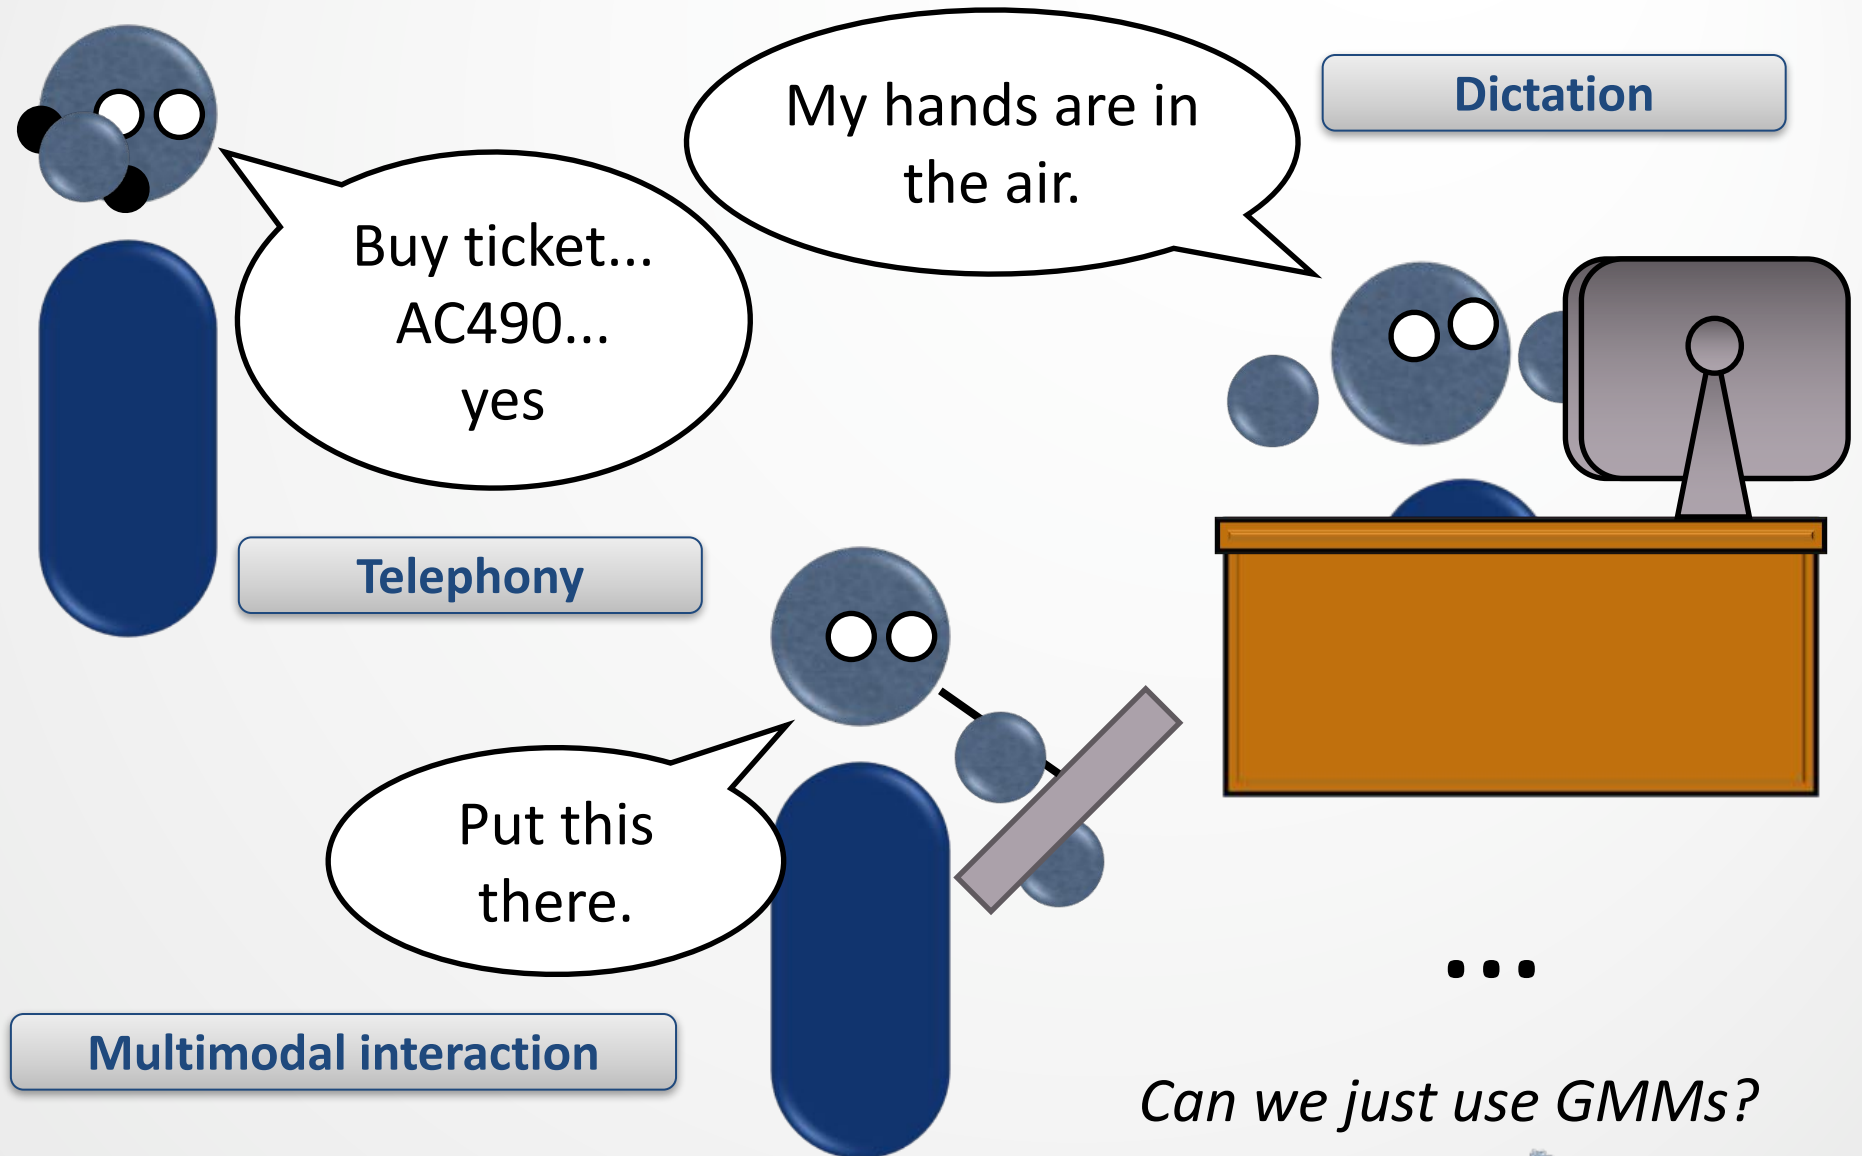 My hands are in
the air.
Dictation
Buy ticket...
AC490...
yes
Telephony
Put this
there.
...
Multimodal interaction
Can we just use GMMs?